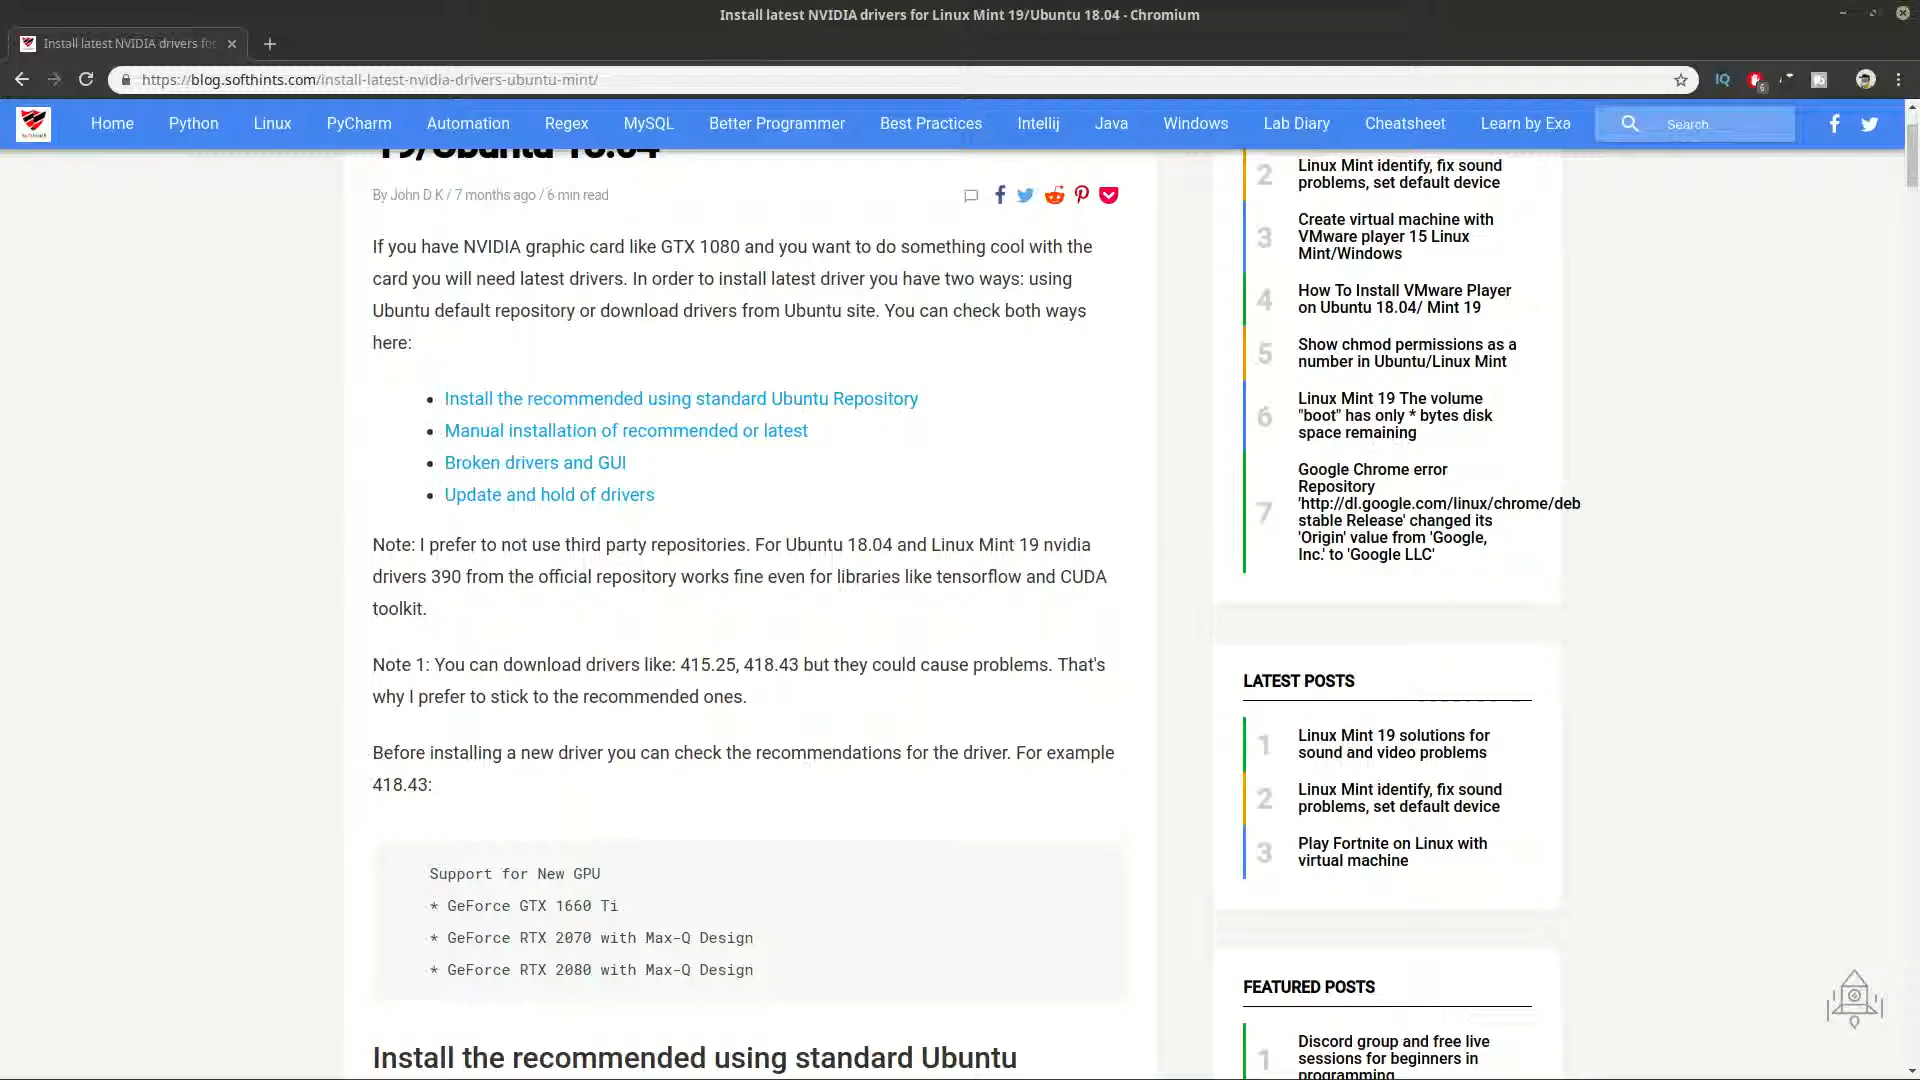 Install latest NVIDIA drivers for Linux Mint 19/Ubuntu 18.04 - Chromium
Install latest NVIDIA drivers for
https://blog.softhints.com/install-latest-nvidia-drivers-ubuntu-mint/
IQ
6
Home Python Linux PyCharm Automation Regex MySQL Better Programmer Best Practices Intellij Java Windows Lab Diary Cheatsheet Learn by Exa Search
19/Ubuntu 18.04
By John D K / 7 months ago / 6 min read
If you have NVIDIA graphic card like GTX 1080 and you want to do something cool with the
card you will need latest drivers. In order to install latest driver you have two ways: using
Ubuntu default repository or download drivers from Ubuntu site. You can check both ways
here:
• Install the recommended using standard Ubuntu Repository
• Manual installation of recommended or latest
• Broken drivers and GUI
• Update and hold of drivers
Note: I prefer to not use third party repositories. For Ubuntu 18.04 and Linux Mint 19 nvidia
drivers 390 from the official repository works fine even for libraries like tensorflow and CUDA
toolkit.
Note 1: You can download drivers like: 415.25, 418.43 but they could cause problems. That's
why I prefer to stick to the recommended ones.
Before installing a new driver you can check the recommendations for the driver. For example
418.43:
Support for New GPU
* GeForce GTX 1660 Ti
* GeForce RTX 2070 with Max-Q Design
* GeForce RTX 2080 with Max-Q Design
Install the recommended using standard Ubuntu
2
Linux Mint identify, fix sound
problems, set default device
3
Create virtual machine with
VMware player 15 Linux
Mint/Windows
4
How To Install VMware Player
on Ubuntu 18.04/ Mint 19
5
Show chmod permissions as a
number in Ubuntu/Linux Mint
6
Linux Mint 19 The volume
"boot" has only * bytes disk
space remaining
7
Google Chrome error
Repository
'http://dl.google.com/linux/chrome/deb
stable Release' changed its
'Origin' value from 'Google,
Inc.' to 'Google LLC'
LATEST POSTS
1
Linux Mint 19 solutions for
sound and video problems
2
Linux Mint identify, fix sound
problems, set default device
3
Play Fortnite on Linux with
virtual machine
FEATURED POSTS
1
Discord group and free live
sessions for beginners in
programming